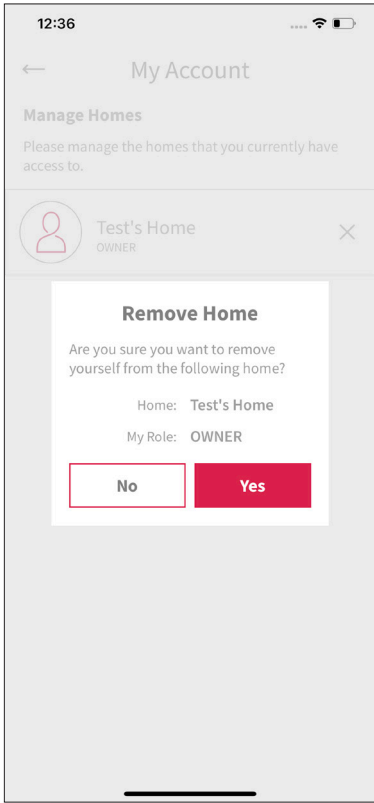 12:36
My Account
Manage Homes
Please manage the homes that you currently have
access to.
Test's Home
OWNER
Remove Home
Are you sure you want to remove
yourself from the following home?
Home: Test's Home
My Role: OWNER
No Yes